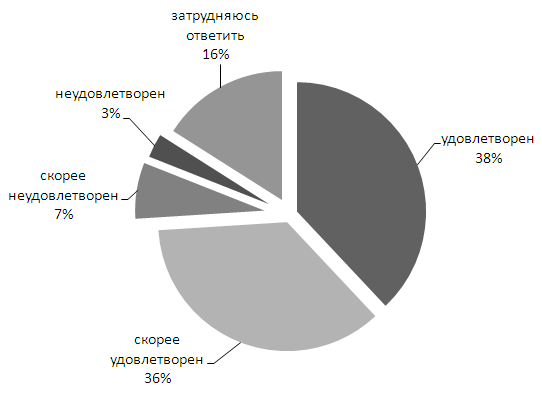 затрудняюсь
ответить
16%
неудовлетворен
3%
удовлетворен
38%
скорее
неудовлетворен
7%
скорее
удовлетворен
36%